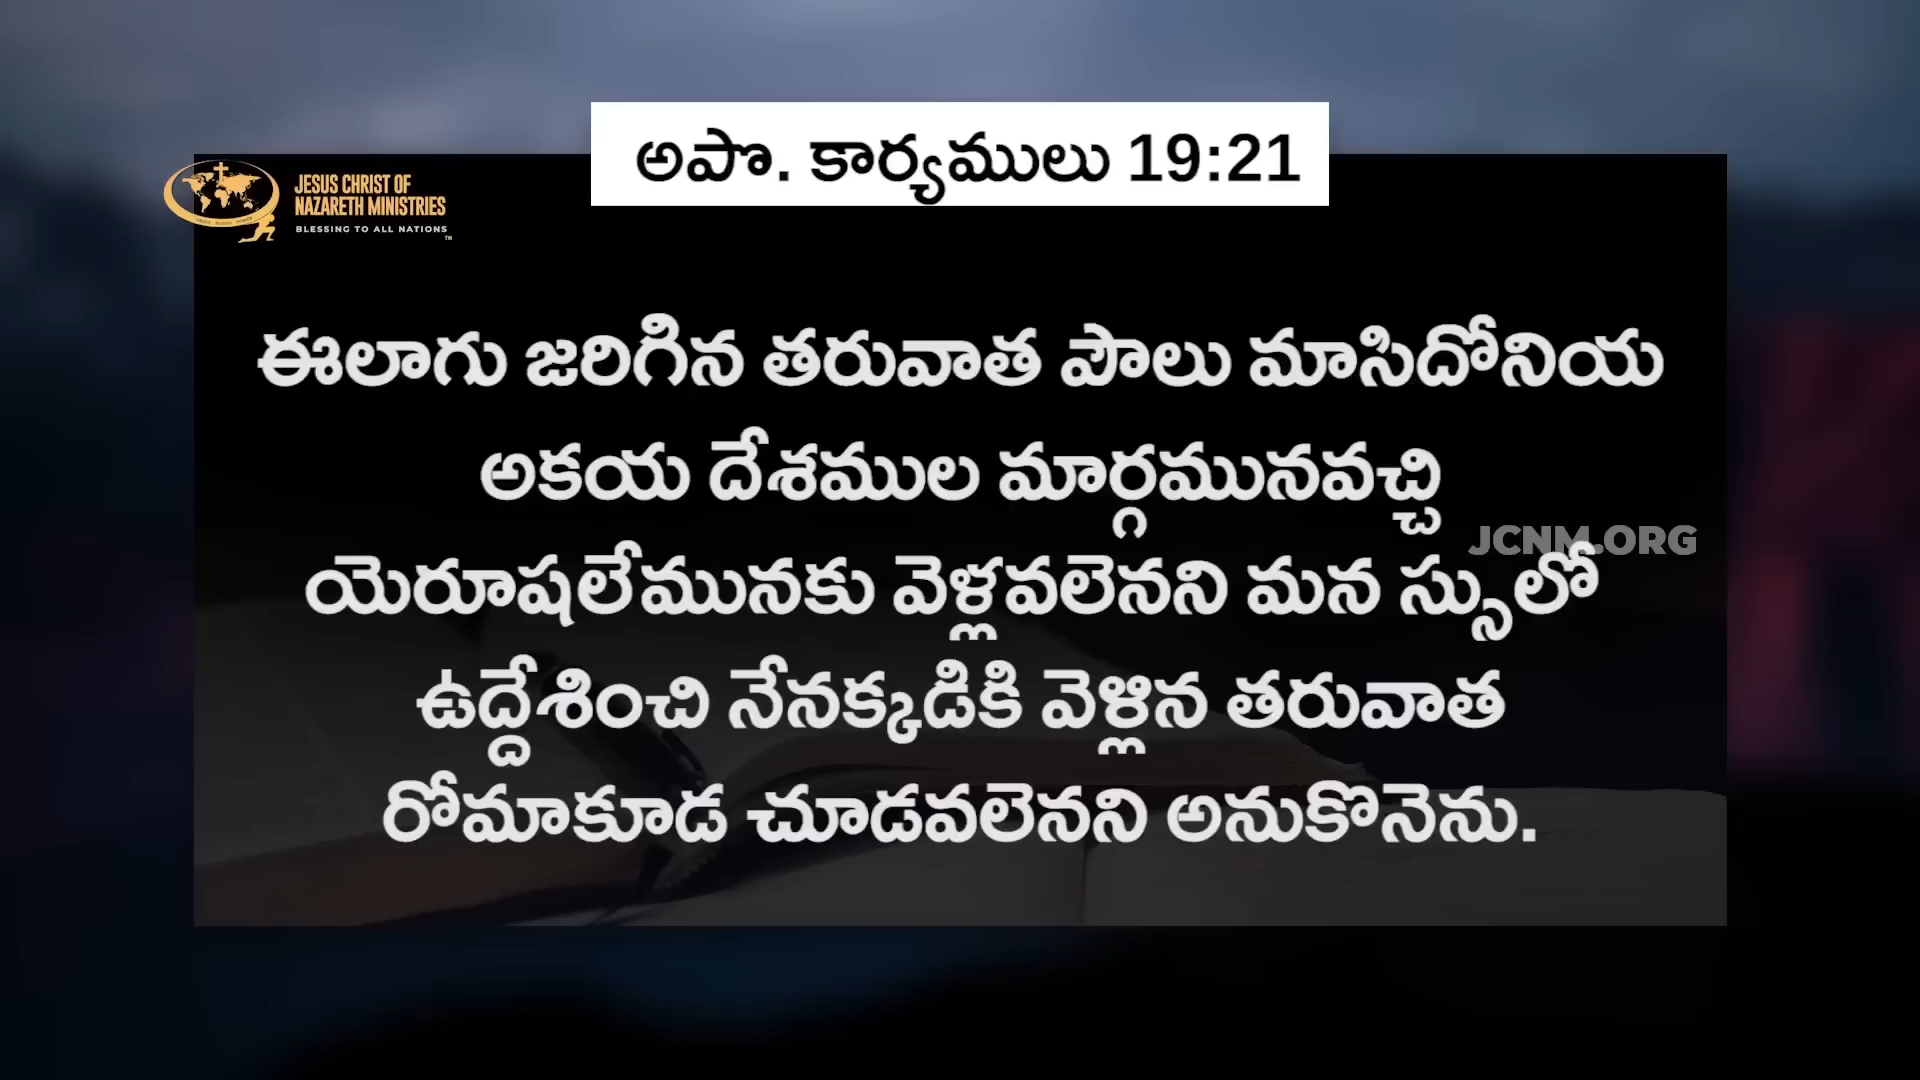 అపొ. కార్యములు 19:21
JESUS CHRIST OF
NAZARETH MINISTRIES
BLESSING TO ALL NATIONS
TM
ఈలాగు జరిగిన తరువాత పౌలు మాసిదోనియ
అకయ దేశముల మార్గమునవచ్చి
JCNM.ORG
యెరూషలేమునకు వెళ్లవలెనని మన స్సులో
ఉద్దేశించి నేనక్కడికి వెళ్లిన తరువాత
రోమాకూడ చూడవలెనని అనుకొనెను.